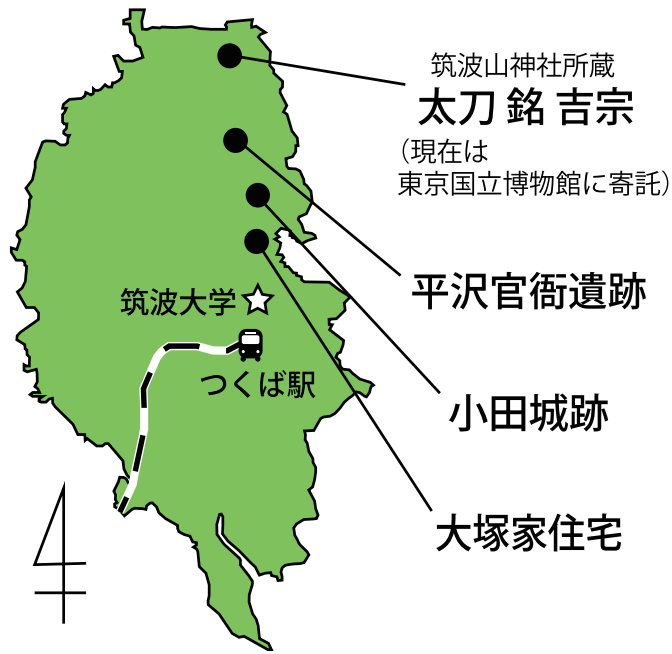 筑波山神社所蔵
太刀 銘 吉宗
（現在は
東京国立博物館に寄託）
平沢官衙遺跡
筑波大学
つくば駅
小田城跡
大塚家住宅